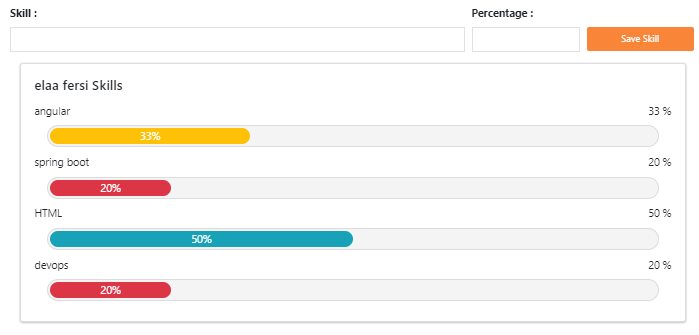 Skill : Percentage :
Save Skill
elaa fersi Skills
angular 33 %
33%
spring boot 20 %
20%
HTML 50 %
50%
devops 20 %
20%